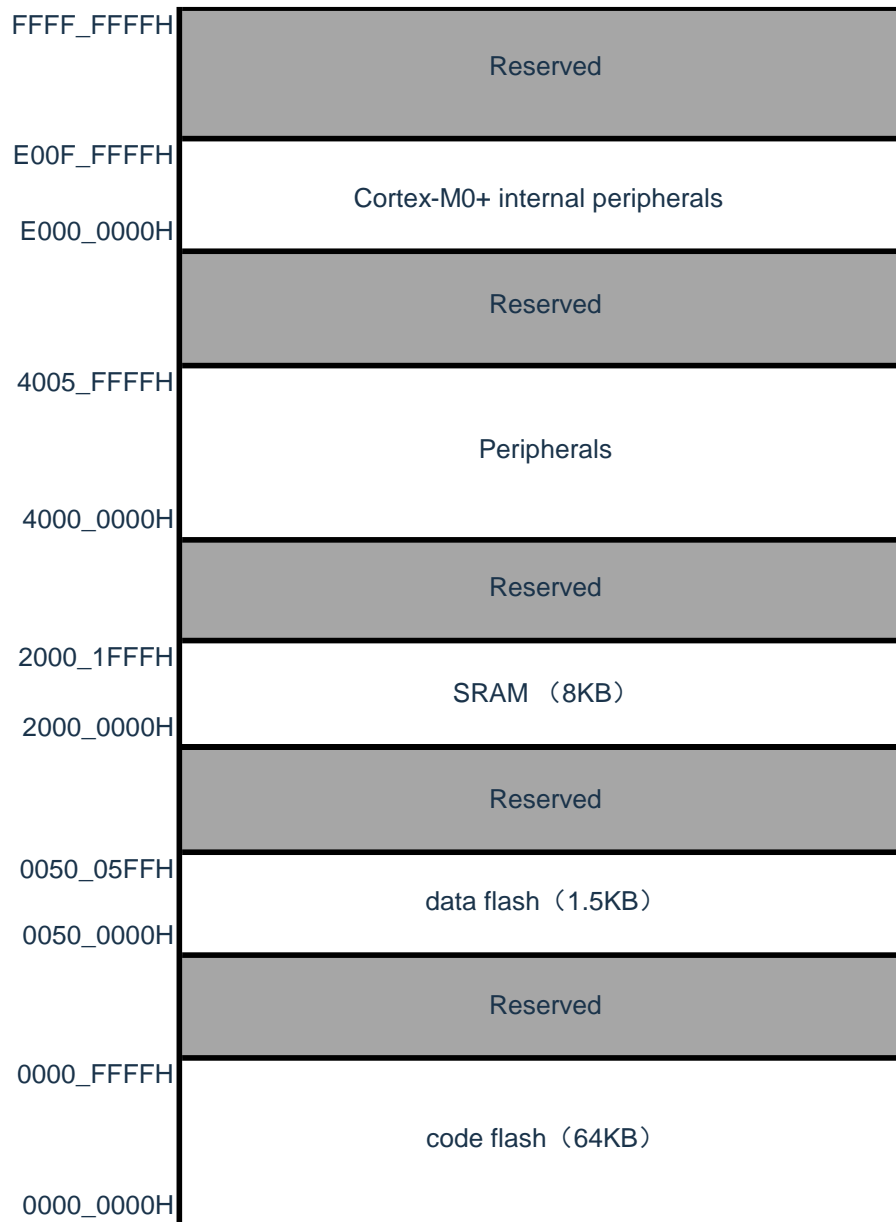 FFFF_FFFFH
Reserved
E00F_FFFFH
Cortex-M0+ internal peripherals
E000_0000H
Reserved
4005_FFFFH
Peripherals
4000_0000H
Reserved
2000_1FFFH
SRAM （8KB）
2000_0000H
Reserved
0050_05FFH
data flash（1.5KB）
0050_0000H
Reserved
0000_FFFFH
code flash（64KB）
0000_0000H